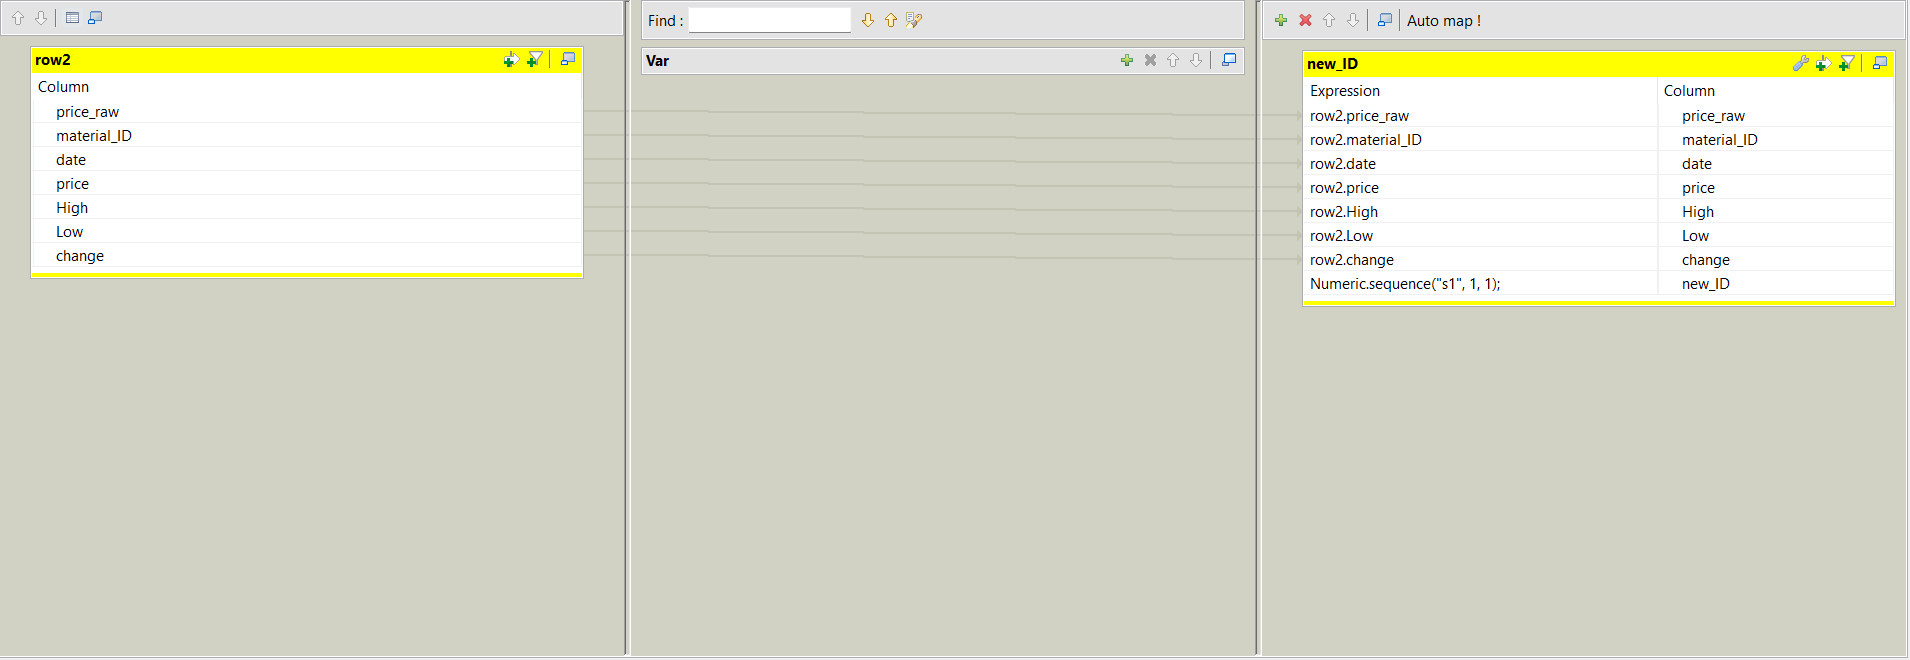 Find :
Auto map !
row2
Column
price_raw
material_ID
date
price
High
Low
change
Var
new_ID
Expression Column
row2.price_raw price_raw
row2.material_ID material_ID
row2.date date
row2.price price
row2.High High
row2.Low Low
row2.change change
Numeric.sequence("s1", 1, 1); new_ID